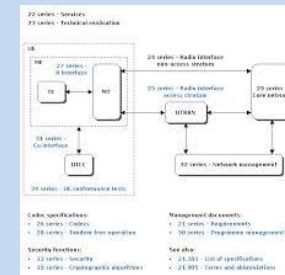 22 series - Services
23 series - Technical realisation
UE
ME
27 series -
R interface
TE
MT
24 series - Radio interface
non-access stratum
25 series - Radio interface
access stratum
UTRAN
29 series
Core network
31 series -
Cu interface
UICC
32 series - Network management
34 series - UE conformance tests
Codec specifications:
• 26 series - Codecs
• 28 series - Tandem-free operation
Management documents:
• 21 series - Requirements
• 30 series - Programme management
Security functions:
• 33 series - Security
• 35 series - Cryptographic algorithms
See also:
• 21.101 - List of specifications
• 21.905 - Terms and abbreviations